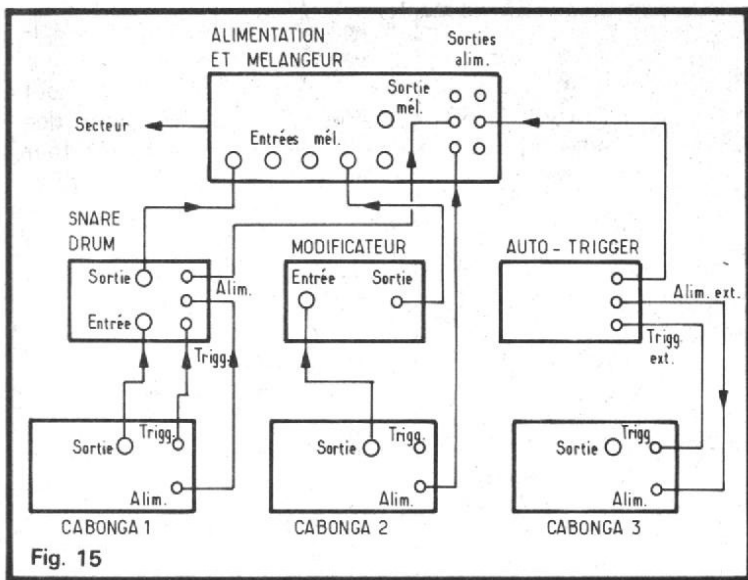 ALIMENTATION
ET MELANGEUR
Sorties
alim.
Sortie
mél.
Secteur
Entrées mél.
SNARE
DRUM
MODIFICATEUR
AUTO - TRIGGER
Sortie
Alim.
Entrée
Trigg.
Entrée
Sortie
Alim. ext.
Trigg.
ext.
Sortie
Trigg.
Alim.
Sortie
Trigg.
Alim.
Sortie
Trigg
Alim.
CABONGA 1
CABONGA 2
CABONGA 3
Fig. 15